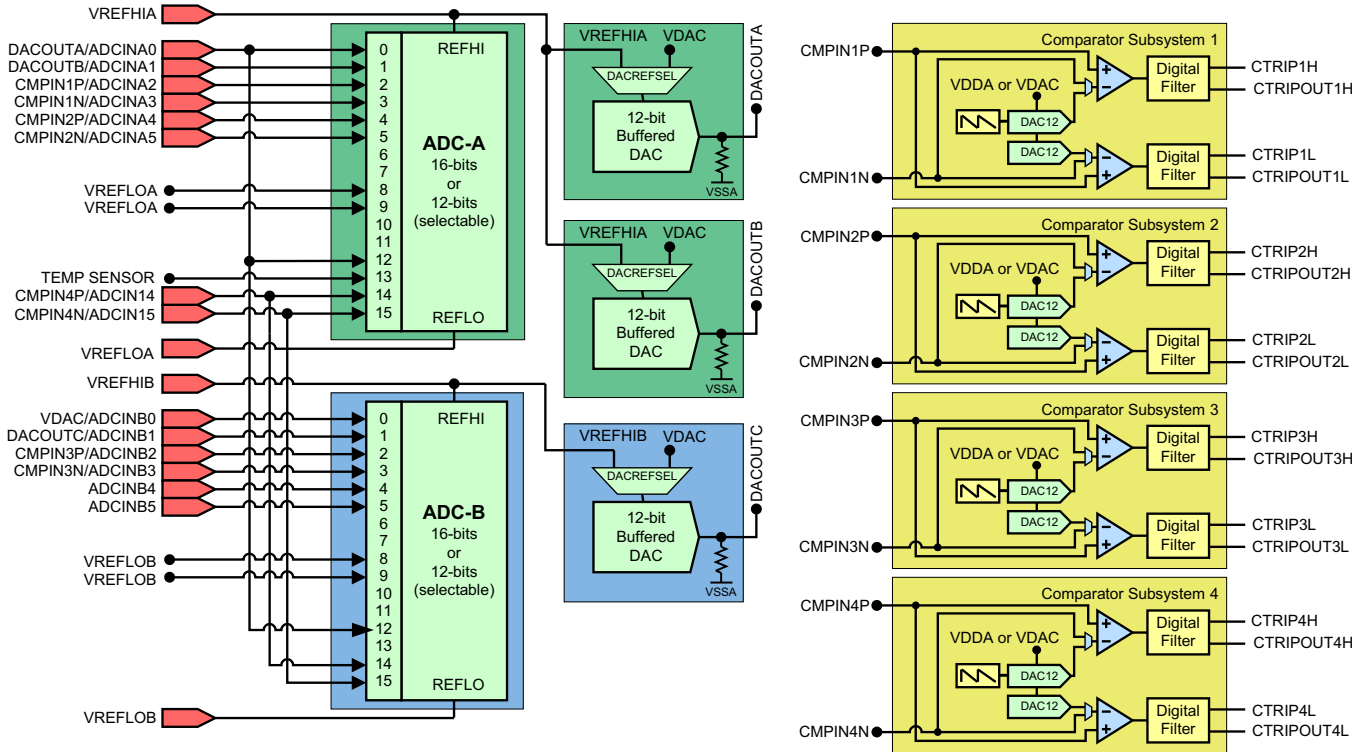 VREFHIA
DACOUTA/ADCINA0
DACOUTB/ADCINA1
CMPIN1P/ADCINA2
CMPIN1N/ADCINA3
CMPIN2P/ADCINA4
CMPIN2N/ADCINA5
VREFLOA
VREFLOA
TEMP SENSOR
CMPIN4P/ADCIN14
CMPIN4N/ADCIN15
VREFLOA
0
1
2
3
4
5
6
7
8
9
10
11
12
13
14
15
REFHI
ADC-A
16-bits
or
12-bits
(selectable)
REFLO
VREFHIB
VDAC/ADCINB0
DACOUTC/ADCINB1
CMPIN3P/ADCINB2
CMPIN3N/ADCINB3
ADCINB4
ADCINB5
VREFLOB
VREFLOB
VREFLOB
0
1
2
3
4
5
6
7
8
9
10
11
12
13
14
15
REFHI
ADC-B
16-bits
or
12-bits
(selectable)
REFLO
VREFHIA
VDAC
DACREFSEL
12-bit
Buffered
DAC
VSSA
DACOUTA
VREFHIA
VDAC
DACREFSEL
12-bit
Buffered
DAC
VSSA
DACOUTB
VREFHIB
VDAC
DACREFSEL
12-bit
Buffered
DAC
VSSA
DACOUTC
Comparator Subsystem 1
CMPIN1P
CMPIN1N
VDDA or VDAC
DAC12
DAC12
+
−
−
+
Digital
Filter
Digital
Filter
CTRIP1H
CTRIPOUT1H
CTRIP1L
CTRIPOUT1L
Comparator Subsystem 2
CMPIN2P
CMPIN2N
VDDA or VDAC
DAC12
DAC12
+
−
−
+
Digital
Filter
Digital
Filter
CTRIP2H
CTRIPOUT2H
CTRIP2L
CTRIPOUT2L
Comparator Subsystem 3
CMPIN3P
CMPIN3N
VDDA or VDAC
DAC12
DAC12
+
−
−
+
Digital
Filter
Digital
Filter
CTRIP3H
CTRIPOUT3H
CTRIP3L
CTRIPOUT3L
Comparator Subsystem 4
CMPIN4P
CMPIN4N
VDDA or VDAC
DAC12
DAC12
+
−
−
+
Digital
Filter
Digital
Filter
CTRIP4H
CTRIPOUT4H
CTRIP4L
CTRIPOUT4L